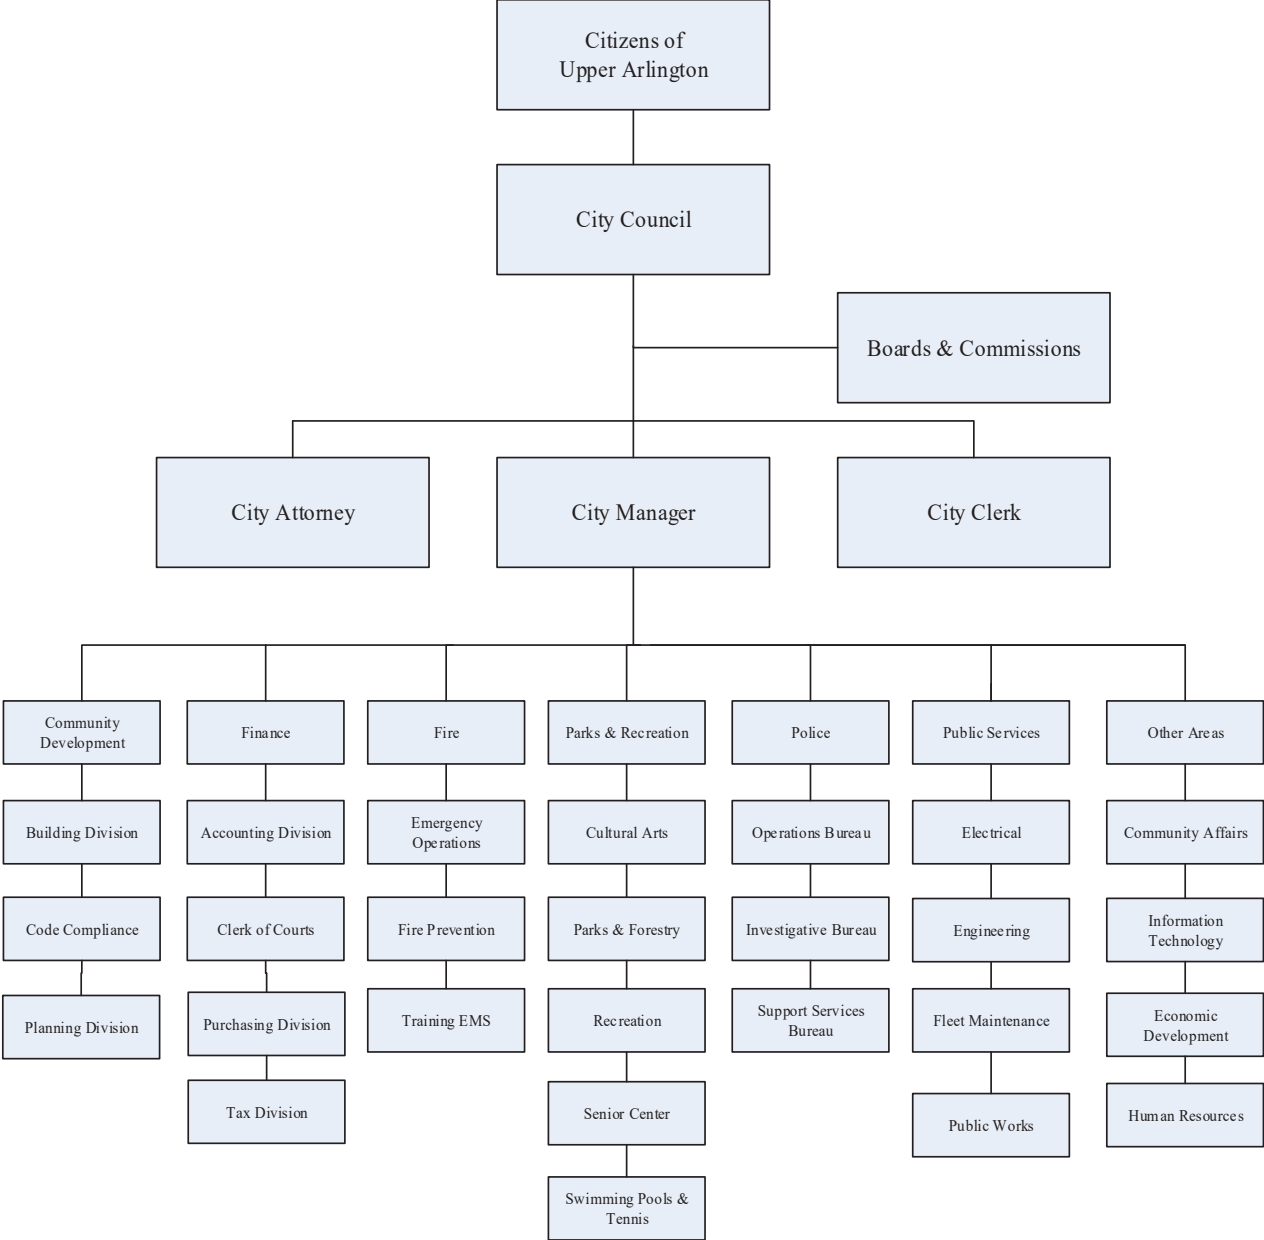 Citizens of
Upper Arlington
City Council
Boards & Commissions
City Attorney
City Manager
City Clerk
Community
Development
Finance
Fire
Parks & Recreation
Police
Public Services
Other Areas
Building Division
Accounting Division
Emergency
Operations
Cultural Arts
Operations Bureau
Electrical
Community Affairs
Code Compliance
Clerk of Courts
Fire Prevention
Parks & Forestry
Investigative Bureau
Engineering
Information
Technology
Planning Division
Purchasing Division
Training EMS
Recreation
Support Services
Bureau
Fleet Maintenance
Economic
Development
Tax Division
Senior Center
Public Works
Human Resources
Swimming Pools &
Tennis